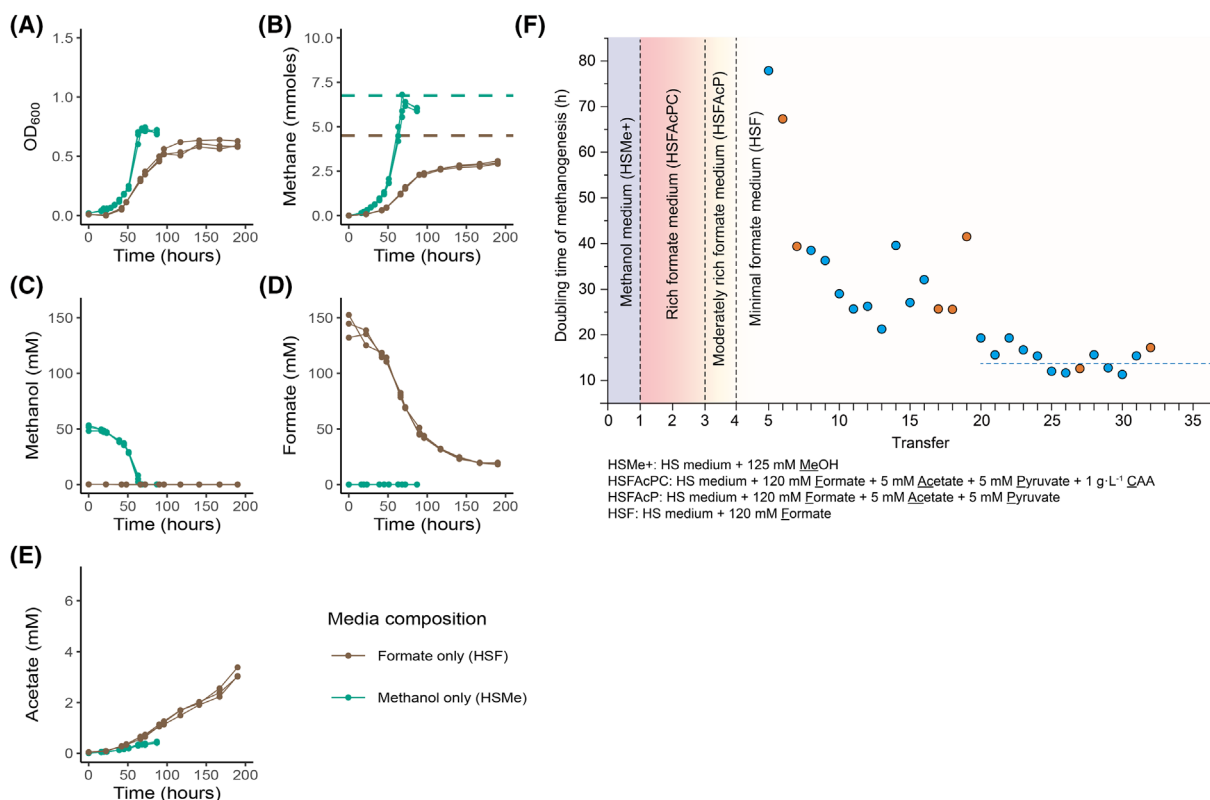 (A)
1.5
1.0
0.5
0.0
OD600
0 50 100 150 200
Time (hours)
(B)
10.0
7.5
5.0
2.5
0.0
Methane (mmoles)
0 50 100 150 200
Time (hours)
(C)
150
100
50
0
Methanol (mM)
0 50 100 150 200
Time (hours)
(D)
150
100
50
0
Formate (mM)
0 50 100 150 200
Time (hours)
(E)
6
4
2
0
Acetate (mM)
0 50 100 150 200
Time (hours)
Media composition
Formate only (HSF)
Methanol only (HSMe)
(F)
80
70
60
50
40
30
20
10
Doubling time of methanogenesis (h)
Methanol medium (HSMe+)
Rich formate medium (HSFAcPC)
Moderately rich formate medium (HSFAcP)
Minimal formate medium (HSF)
0 1 2 3 4 5 10 15 20 25 30 35
Transfer
HSMe+: HS medium + 125 mM MeOH
HSFAcPC: HS medium + 120 mM Formate + 5 mM Acetate + 5 mM Pyruvate + 1 g·L⁻¹ CAA
HSFAcP: HS medium + 120 mM Formate + 5 mM Acetate + 5 mM Pyruvate
HSF: HS medium + 120 mM Formate